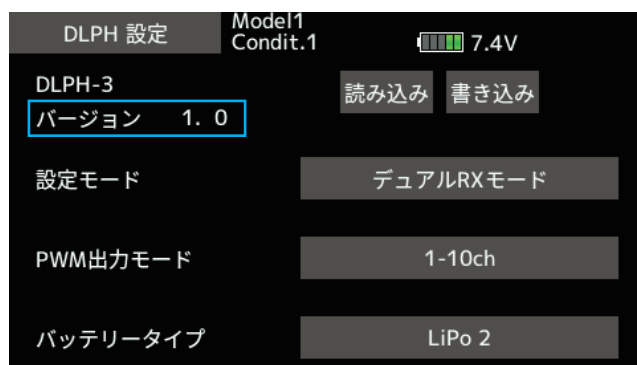 DLPH 設定
Model1
Condit.1
7.4V
DLPH-3
読み込み 書き込み
バージョン 1. 0
設定モード デュアルRXモード
PWM出力モード 1-10ch
バッテリータイプ LiPo 2